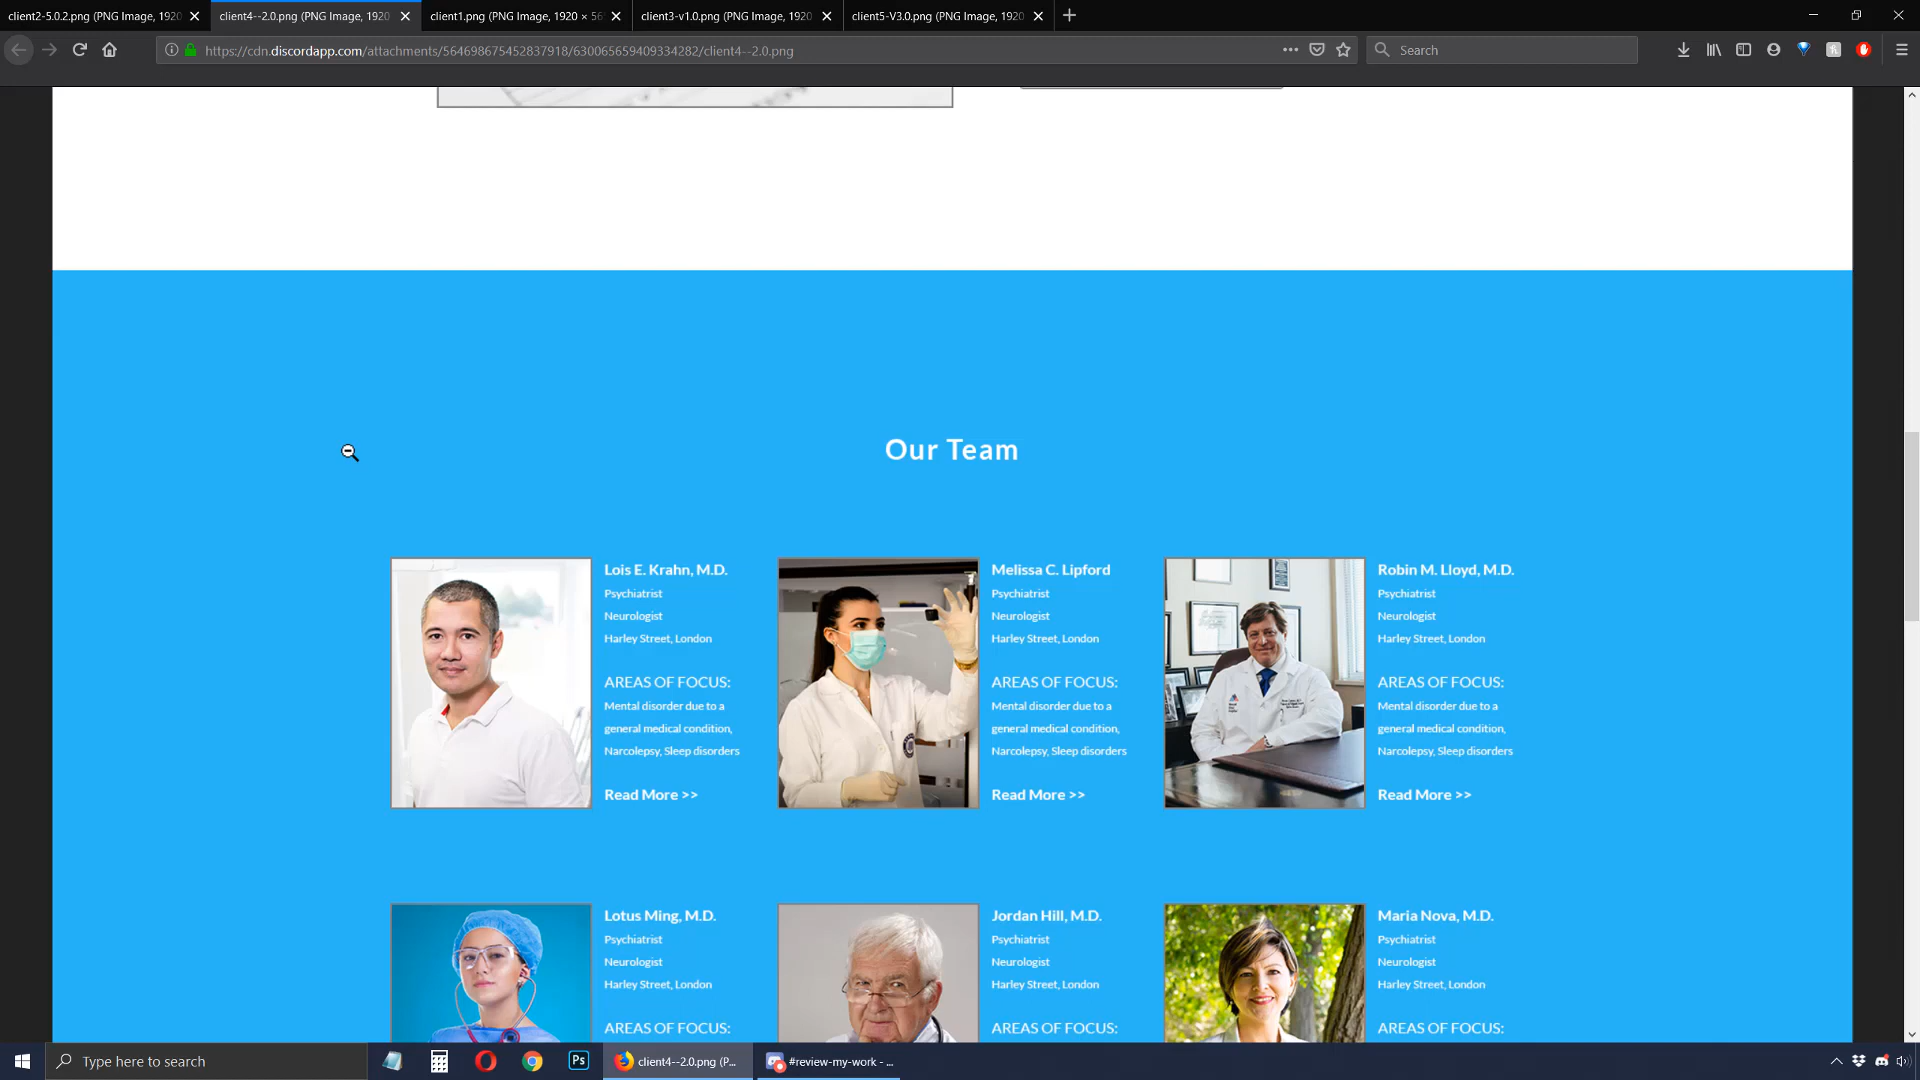 client2-5.0.2.png (PNG Image, 1920
client4--2.0.png (PNG Image, 1920
client1.png (PNG Image, 1920 × 56
client3-v1.0.png (PNG Image, 1920
client5-V3.0.png (PNG Image, 1920
https://cdn.discordapp.com/attachments/564698675452837918/630065659409334282/client4--2.0.png
Search
Our Team
Lois E. Krahn, M.D.
Psychiatrist
Neurologist
Harley Street, London
AREAS OF FOCUS:
Mental disorder due to a
general medical condition,
Narcolepsy, Sleep disorders
Read More >>
Melissa C. Lipford
Psychiatrist
Neurologist
Harley Street, London
AREAS OF FOCUS:
Mental disorder due to a
general medical condition,
Narcolepsy, Sleep disorders
Read More >>
Robin M. Lloyd, M.D.
Psychiatrist
Neurologist
Harley Street, London
AREAS OF FOCUS:
Mental disorder due to a
general medical condition,
Narcolepsy, Sleep disorders
Read More >>
Lotus Ming, M.D.
Psychiatrist
Neurologist
Harley Street, London
AREAS OF FOCUS:
Jordan Hill, M.D.
Psychiatrist
Neurologist
Harley Street, London
AREAS OF FOCUS:
Maria Nova, M.D.
Psychiatrist
Neurologist
Harley Street, London
AREAS OF FOCUS:
Type here to search
Ps
client4--2.0.png (P...
#review-my-work - ...